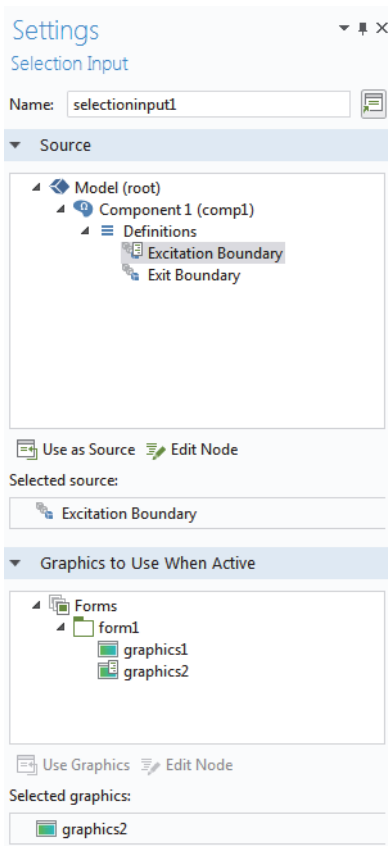 Settings
Selection Input
Name: selectioninput1
Source
Model (root)
Component 1 (comp1)
Definitions
Excitation Boundary
Exit Boundary
Use as Source Edit Node
Selected source:
Excitation Boundary
Graphics to Use When Active
Forms
form1
graphics1
graphics2
Use Graphics Edit Node
Selected graphics:
graphics2